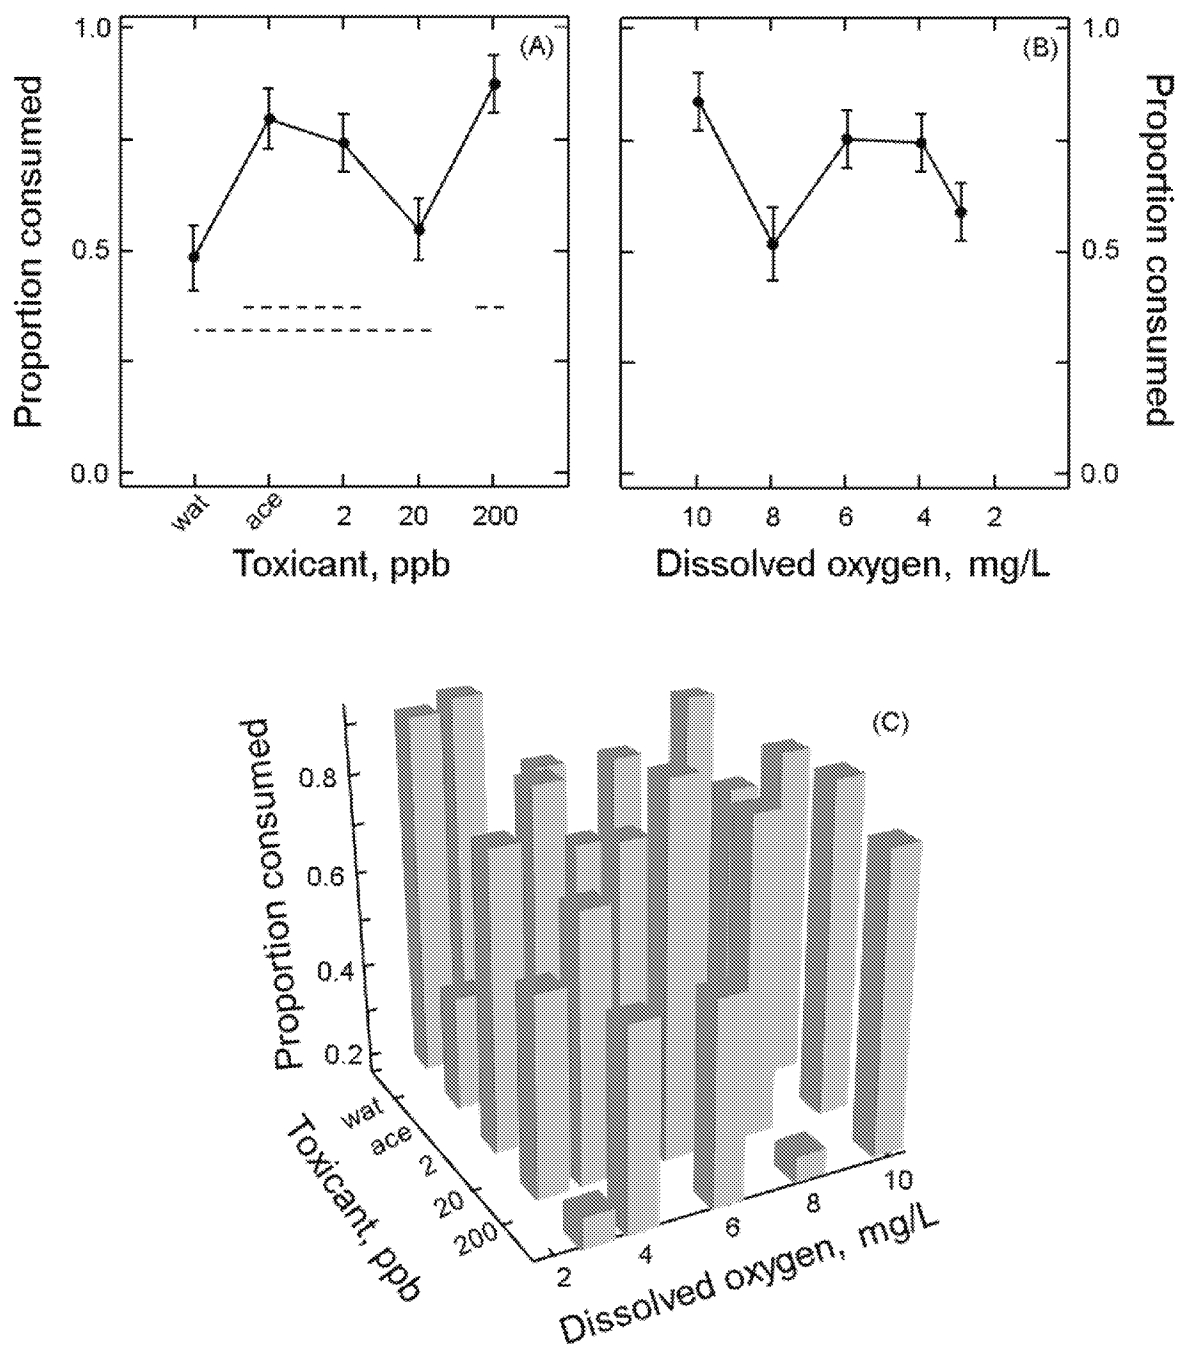 (A)
Proportion consumed
1.0
0.5
0.0
wat
ace
2
20
200
Toxicant, ppb
(B)
Proportion consumed
1.0
0.5
0.0
10
8
6
4
2
Dissolved oxygen, mg/L
(C)
Proportion consumed
0.8
0.6
0.4
0.2
wat
ace
2
20
200
Toxicant, ppb
2
4
6
8
10
Dissolved oxygen, mg/L